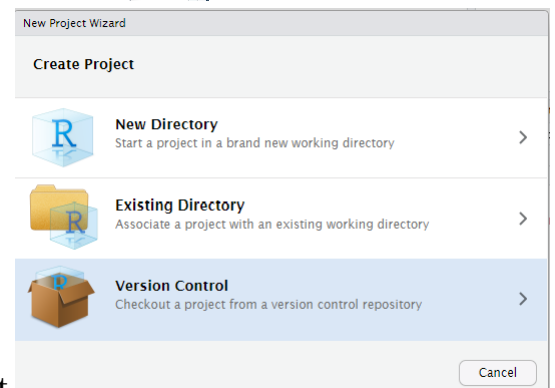 New Project Wizard
Create Project
New Directory
Start a project in a brand new working directory
Existing Directory
Associate a project with an existing working directory
Version Control
Checkout a project from a version control repository
Cancel